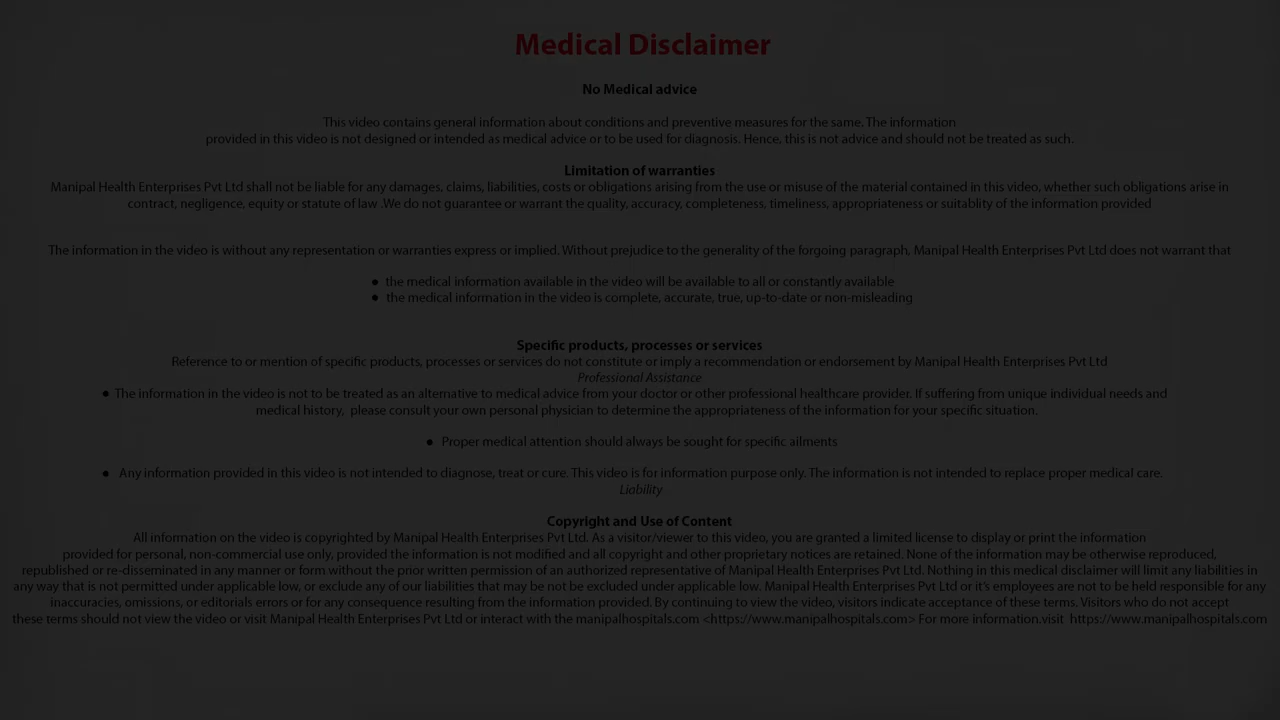 Medical Disclaimer
No Medical advice
This video contains general information about conditions and preventive measures for the same. The information
provided in this video is not designed or intended as medical advice or to be used for diagnosis. Hence, this is not advice and should not be treated as such.
Limitation of warranties
Manipal Health Enterprises Pvt Ltd shall not be liable for any damages, claims, liabilities, costs or obligations arising from the use or misuse of the material contained in this video, whether such obligations arise in
contract, negligence, equity or statute of law .We do not guarantee or warrant the quality, accuracy, completeness, timeliness, appropriateness or suitablity of the information provided
The information in the video is without any representation or warranties express or implied. Without prejudice to the generality of the forgoing paragraph, Manipal Health Enterprises Pvt Ltd does not warrant that
● the medical information available in the video will be available to all or constantly available
● the medical information in the video is complete, accurate, true, up-to-date or non-misleading
Specific products, processes or services
Reference to or mention of specific products, processes or services do not constitute or imply a recommendation or endorsement by Manipal Health Enterprises Pvt Ltd
Professional Assistance
● The information in the video is not to be treated as an alternative to medical advice from your doctor or other professional healthcare provider. If suffering from unique individual needs and
medical history, please consult your own personal physician to determine the appropriateness of the information for your specific situation.
● Proper medical attention should always be sought for specific ailments
● Any information provided in this video is not intended to diagnose, treat or cure. This video is for information purpose only. The information is not intended to replace proper medical care.
Liability
Copyright and Use of Content
All information on the video is copyrighted by Manipal Health Enterprises Pvt Ltd. As a visitor/viewer to this video, you are granted a limited license to display or print the information
provided for personal, non-commercial use only, provided the information is not modified and all copyright and other proprietary notices are retained. None of the information may be otherwise reproduced,
republished or re-disseminated in any manner or form without the prior written permission of an authorized representative of Manipal Health Enterprises Pvt Ltd. Nothing in this medical disclaimer will limit any liabilities in
any way that is not permitted under applicable low, or exclude any of our liabilities that may be not be excluded under applicable low. Manipal Health Enterprises Pvt Ltd or it's employees are not to be held responsible for any
inaccuracies, omissions, or editorials errors or for any consequence resulting from the information provided. By continuing to view the video, visitors indicate acceptance of these terms. Visitors who do not accept
these terms should not view the video or visit Manipal Health Enterprises Pvt Ltd or interact with the manipalhospitals.com <https://www.manipalhospitals.com> For more information.visit https://www.manipalhospitals.com